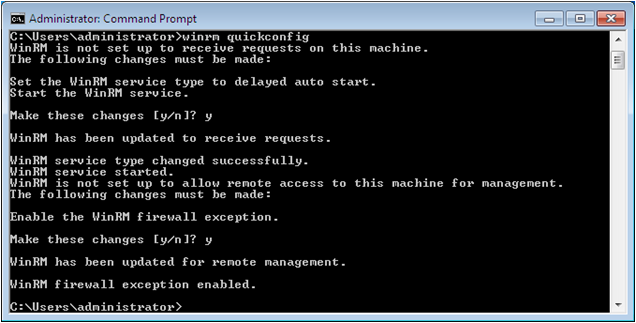 Administrator: Command Prompt
C:\Users\administrator>winrm quickconfig
WinRM is not set up to receive requests on this machine.
The following changes must be made:
Set the WinRM service type to delayed auto start.
Start the WinRM service.
Make these changes [y/n]? y
WinRM has been updated to receive requests.
WinRM service type changed successfully.
WinRM service started.
WinRM is not set up to allow remote access to this machine for management.
The following changes must be made:
Enable the WinRM firewall exception.
Make these changes [y/n]? y
WinRM has been updated for remote management.
WinRM firewall exception enabled.
C:\Users\administrator>